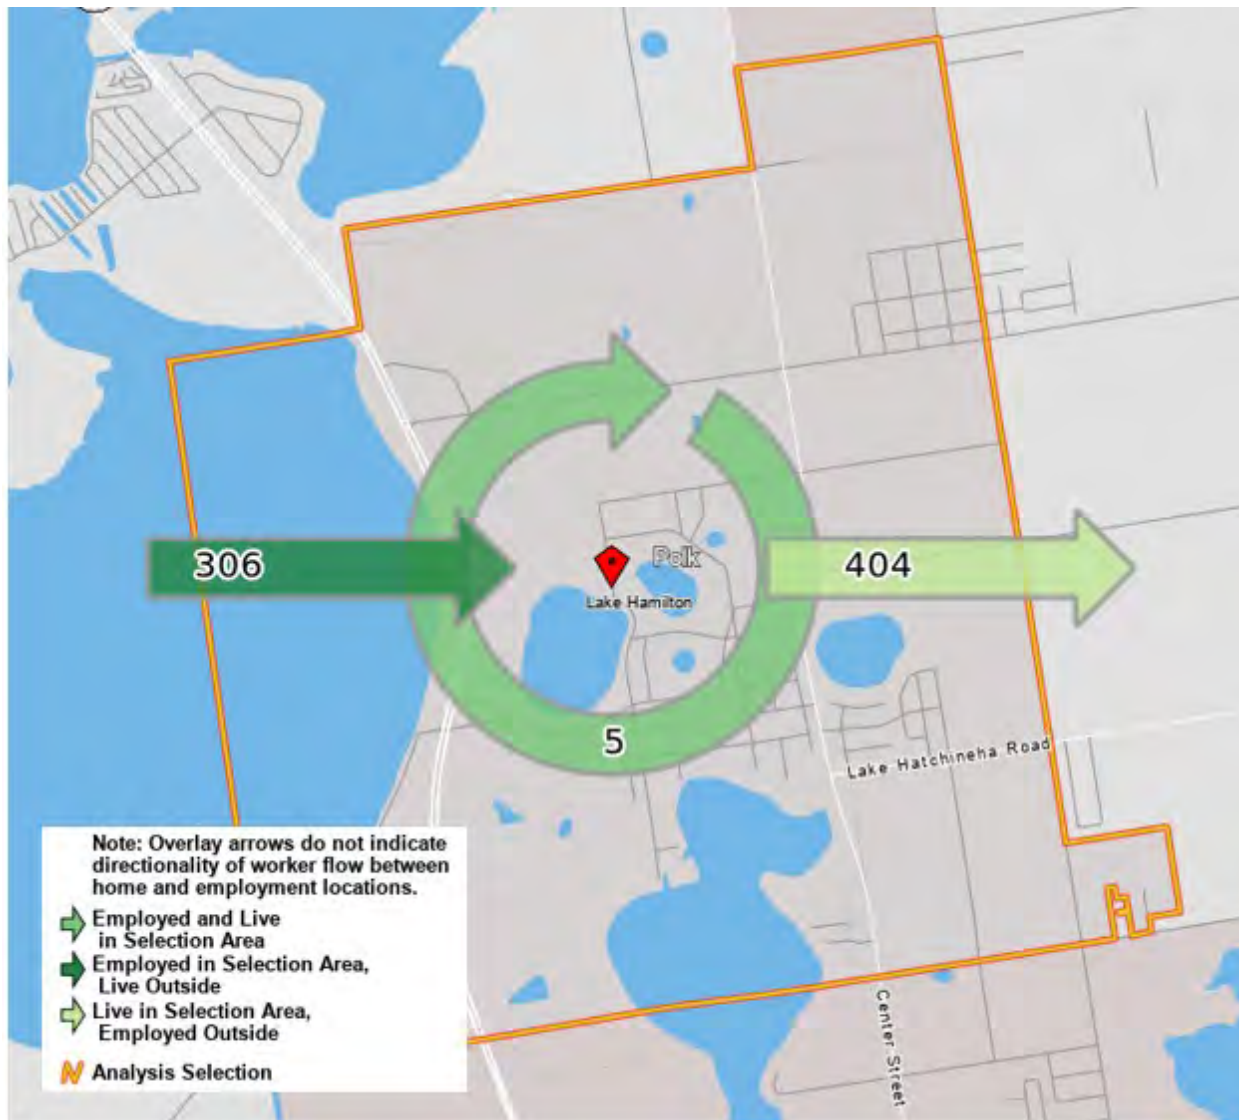 306
Polk
404
Lake Hamilton
5
Lake Hatchineha Road
Center Street
Note: Overlay arrows do not indicate
directionality of worker flow between
home and employment locations.
Employed and Live
in Selection Area
Employed in Selection Area,
Live Outside
Live in Selection Area,
Employed Outside
Analysis Selection